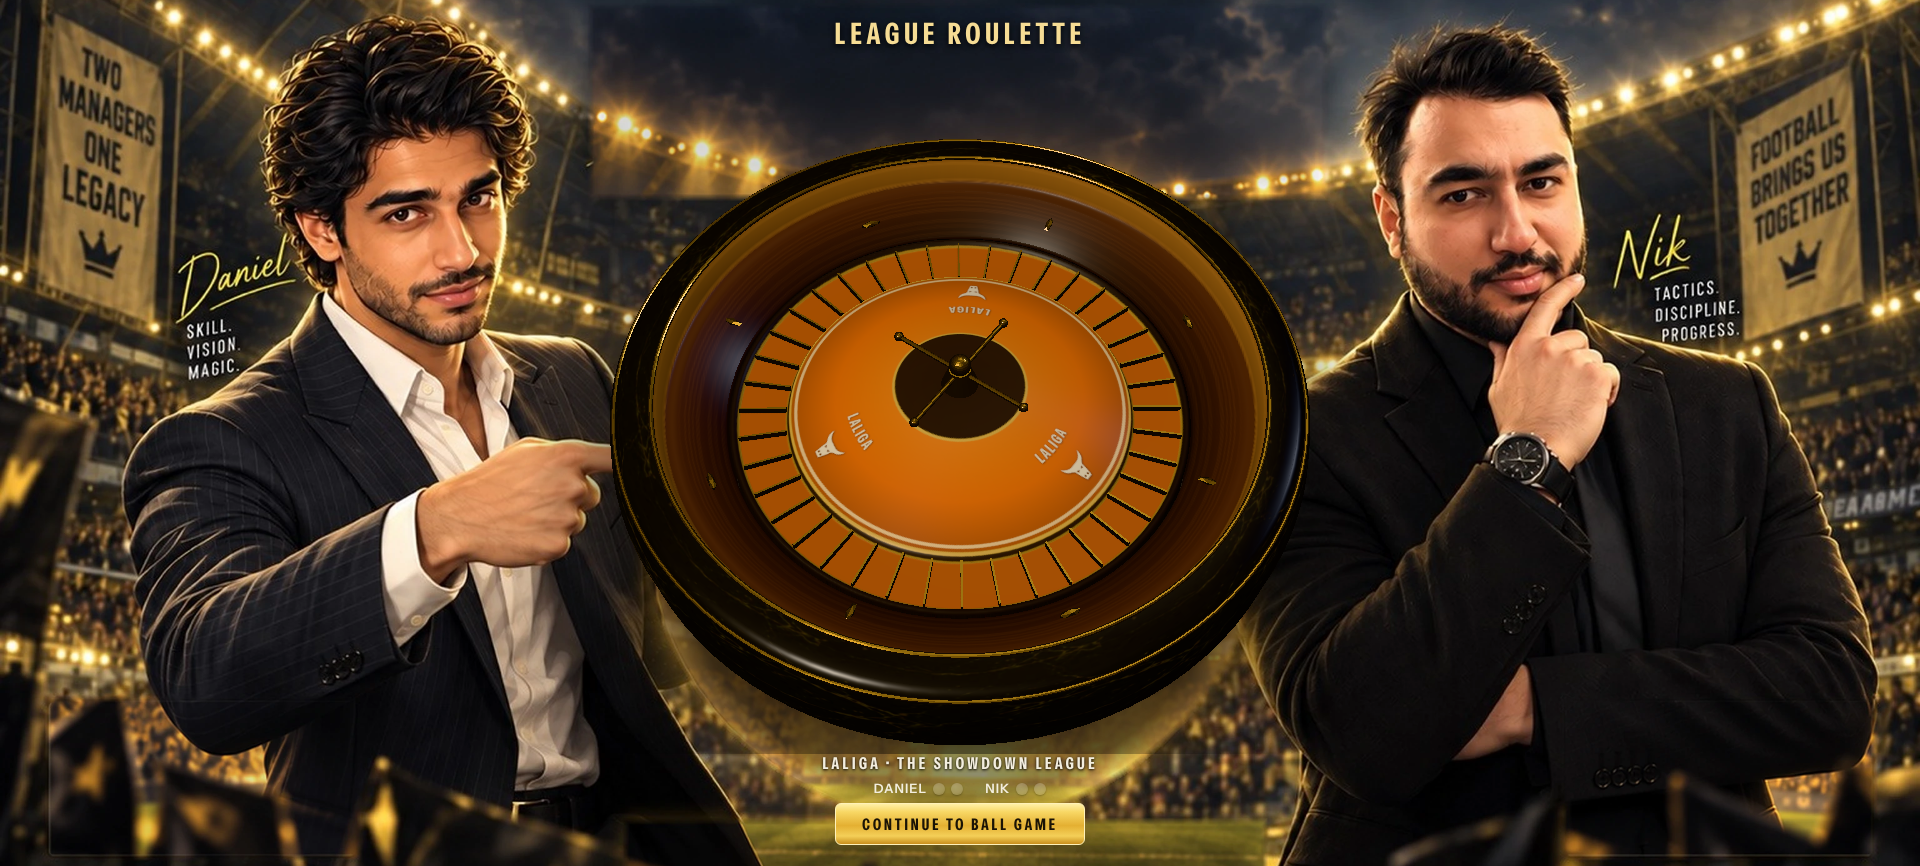 LEAGUE ROULETTE
TWO
MANAGERS
ONE
LEGACY
Daniel
SKILL.
VISION.
MAGIC.
FOOTBALL
BRINGS US
TOGETHER
Nik
TACTICS.
DISCIPLINE.
PROGRESS.
LALIGA
LALIGA
LALIGA
LALIGA · THE SHOWDOWN LEAGUE
DANIEL NIK
CONTINUE TO BALL GAME